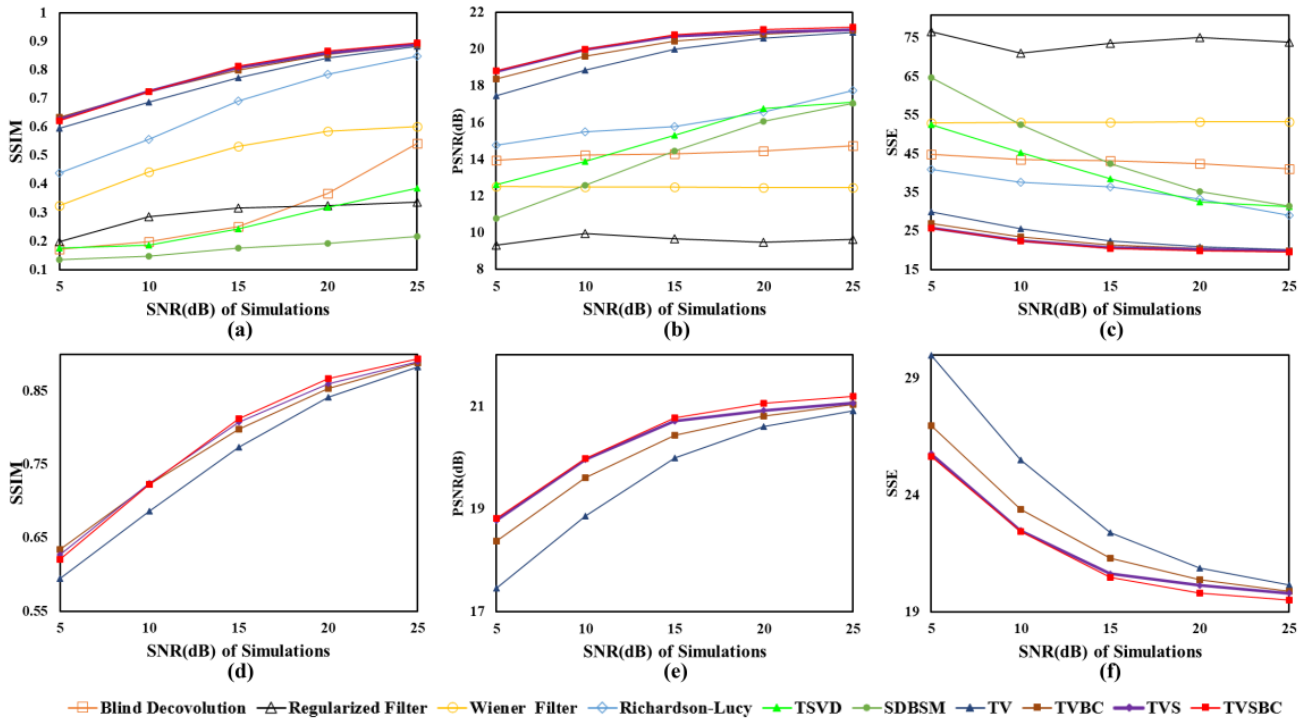 1
0.9
0.8
0.7
0.6
0.5
0.4
0.3
0.2
0.1
SSIM
5 10 15 20 25
SNR(dB) of Simulations
(a)
22
20
18
16
14
12
10
8
PSNR(dB)
5 10 15 20 25
SNR(dB) of Simulations
(b)
75
65
55
45
35
25
15
SSE
5 10 15 20 25
SNR(dB) of Simulations
(c)
0.85
0.75
0.65
0.55
SSIM
5 10 15 20 25
SNR(dB) of Simulations
(d)
21
19
17
PSNR(dB)
5 10 15 20 25
SNR(dB) of Simulations
(e)
29
24
19
SSE
5 10 15 20 25
SNR(dB) of Simulations
(f)
Blind Decovolution Regularized Filter Wiener Filter Richardson-Lucy TSVD SDBSM TV TVBC TVS TVSBC